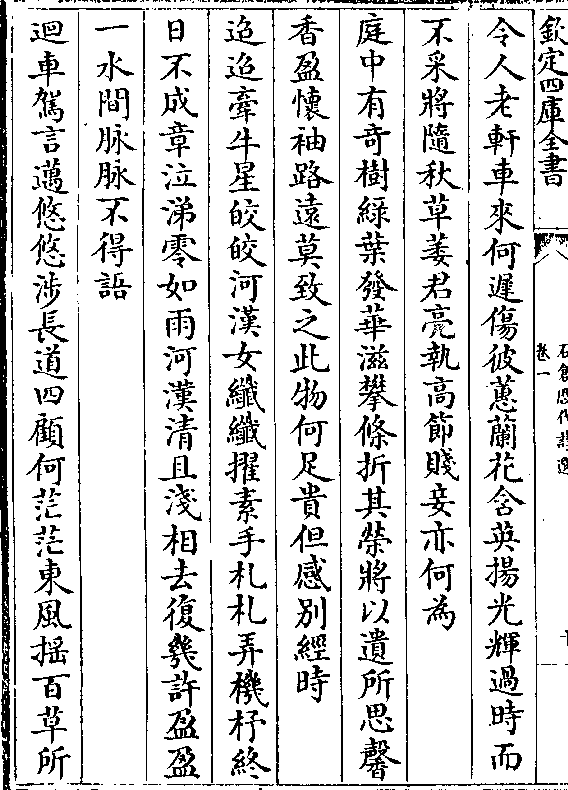 欽定四庫全書
石倉歷代詩選
卷一
令人老軒車來何遲傷彼蕙蘭花含英揚光輝過時而
不采將隨秋草萎君亮執高節賤妾亦何為
庭中有奇樹綠葉發華滋攀條折其榮將以遺所思馨
香盈懷袖路遠莫致之此物何足貴但感別經時
迢迢牽牛星皎皎河漢女纖纖擢素手札札弄機杼終
日不成章泣涕零如雨河漢清且淺相去復幾許盈盈
一水間脉脉不得語
迴車駕言邁悠悠涉長道四顧何茫茫東風揺百草所